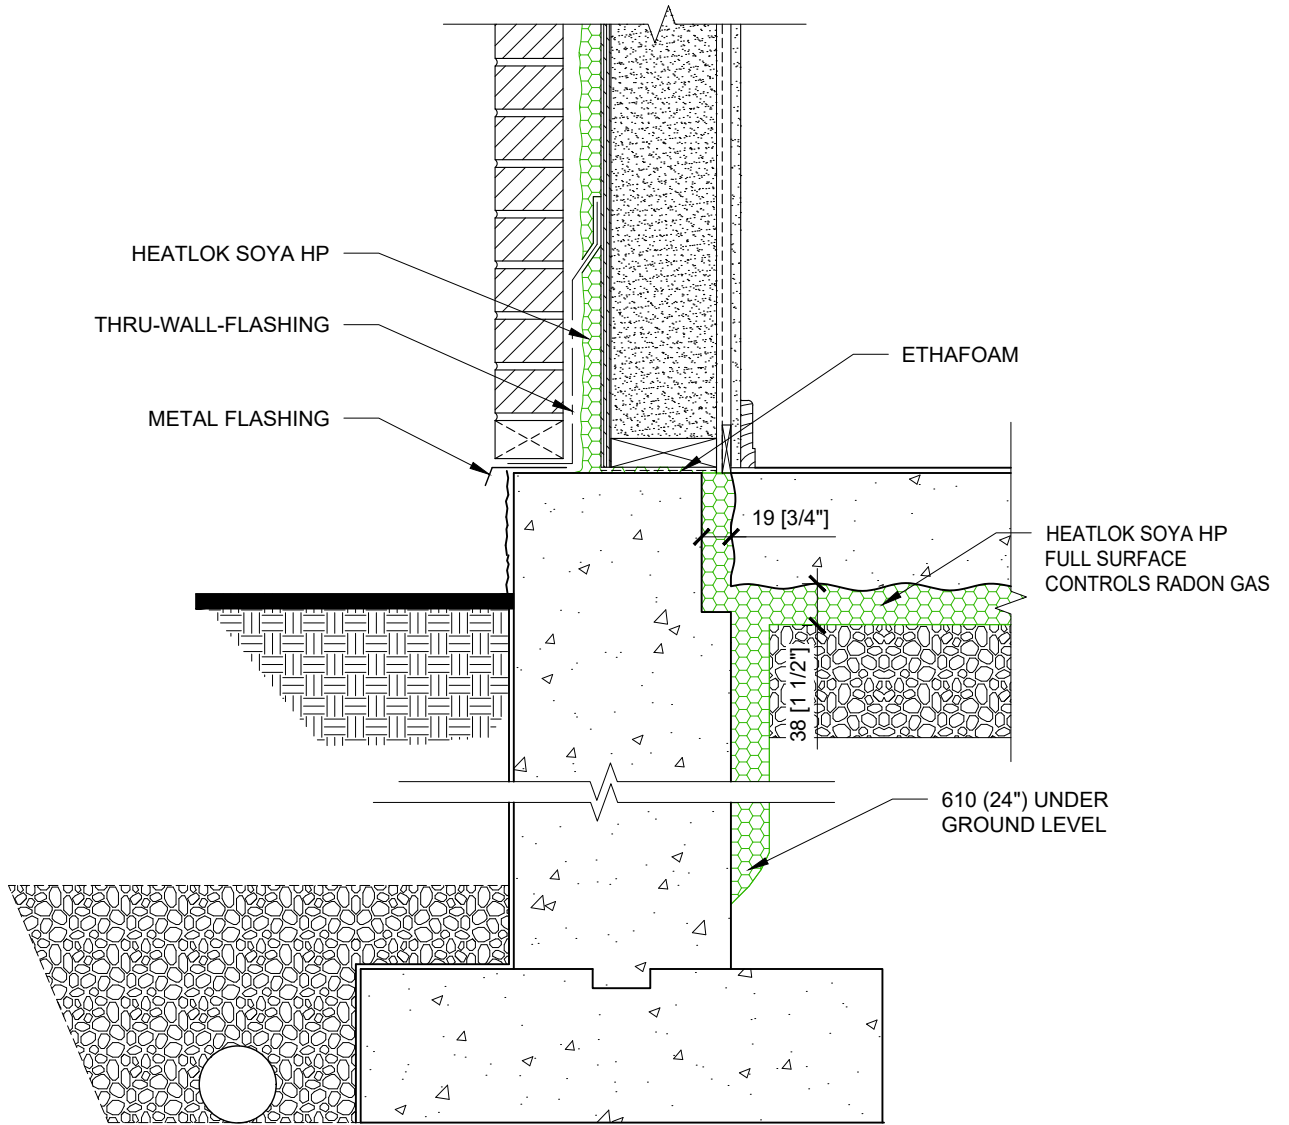 HEATLOK SOYA HP
THRU-WALL-FLASHING
METAL FLASHING
ETHAFOAM
19 [3/4"]
HEATLOK SOYA HP
FULL SURFACE
CONTROLS RADON GAS
38 [1 1/2"]
610 (24") UNDER
GROUND LEVEL